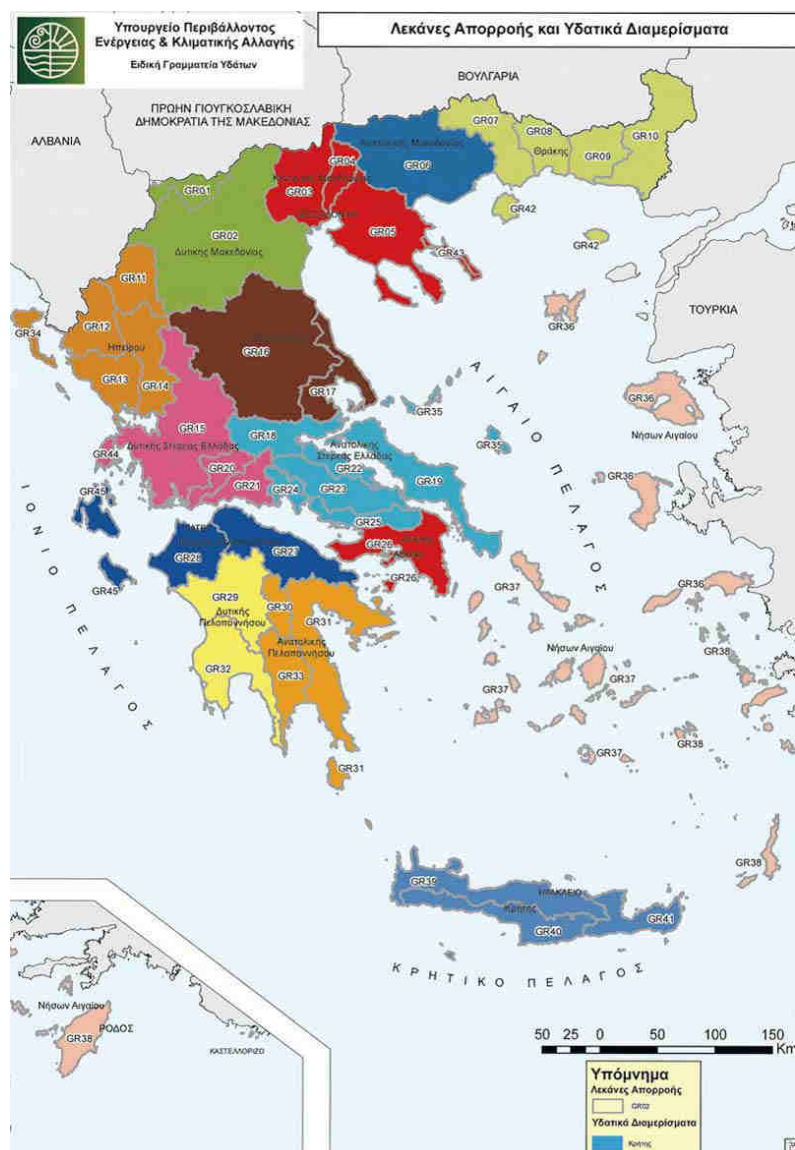 Υπουργείο Περιβάλλοντος
Ενέργειας & Κλιματικής Αλλαγής
Ειδική Γραμματεία Υδάτων
Λεκάνες Απορροής και Υδατικά Διαμερίσματα
ΒΟΥΛΓΑΡΙΑ
ΠΡΩΗΝ ΓΙΟΥΓΚΟΣΛΑΒΙΚΗ
ΔΗΜΟΚΡΑΤΙΑ ΤΗΣ ΜΑΚΕΔΟΝΙΑΣ
ΑΛΒΑΝΙΑ
GR07
GR08
GR10
Θράκης
GR09
GR04
GR06
GR01
GR03
GR42
GR02
GR05
GR42
GR43
Δυτικής Μακεδονίας
GR11
ΤΟΥΡΚΙΑ
GR36
GR12
GR34
Ηπείρου
GR16
GR13
GR14
GR17
ΑΙΓΑΙΟ ΠΕΛΑΓΟΣ
GR36
GR35
GR15
Νήσων Αιγαίου
GR18
Ανατολικής
Στερεάς Ελλάδας
GR35
Δυτικής Στερεάς Ελλάδας
GR44
GR20
GR22
GR36
GR21
GR24
GR23
GR19
GR45
GR25
ΙΟΝΙΟ ΠΕΛΑΓΟΣ
GR28
GR27
GR26
GR26
GR45
GR37
GR36
GR29
GR30
GR31
Δυτικής
Πελοποννήσου
GR38
Ανατολικής
Πελοποννήσου
Νήσων Αιγαίου
GR32
GR33
GR37
GR37
GR38
GR37
GR31
GR38
GR39
ΗΡΑΚΛΕΙΟ
Κρήτης
GR41
GR40
ΚΡΗΤΙΚΟ ΠΕΛΑΓΟΣ
Νήσων Αιγαίου
ΡΟΔΟΣ
GR38
ΚΑΣΤΕΛΛΟΡΙΖΟ
50 25 0 50 100 150
Km
Υπόμνημα
Λεκάνες Απορροής
GR02
Υδατικά Διαμερίσματα
Κρήτης